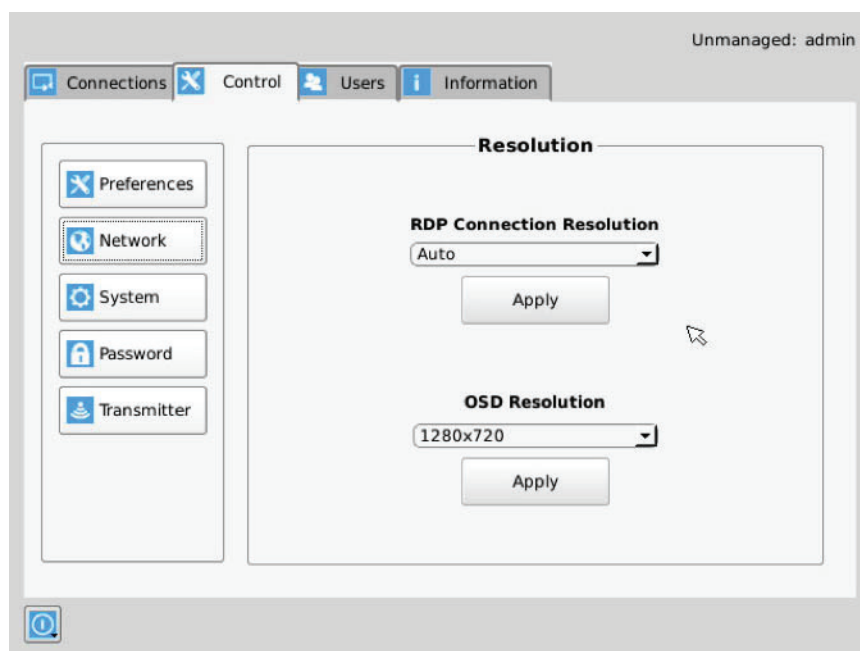 Unmanaged: admin
Connections
Control
Users
Information
Preferences
Network
System
Password
Transmitter
Resolution
RDP Connection Resolution
Auto
Apply
OSD Resolution
1280x720
Apply